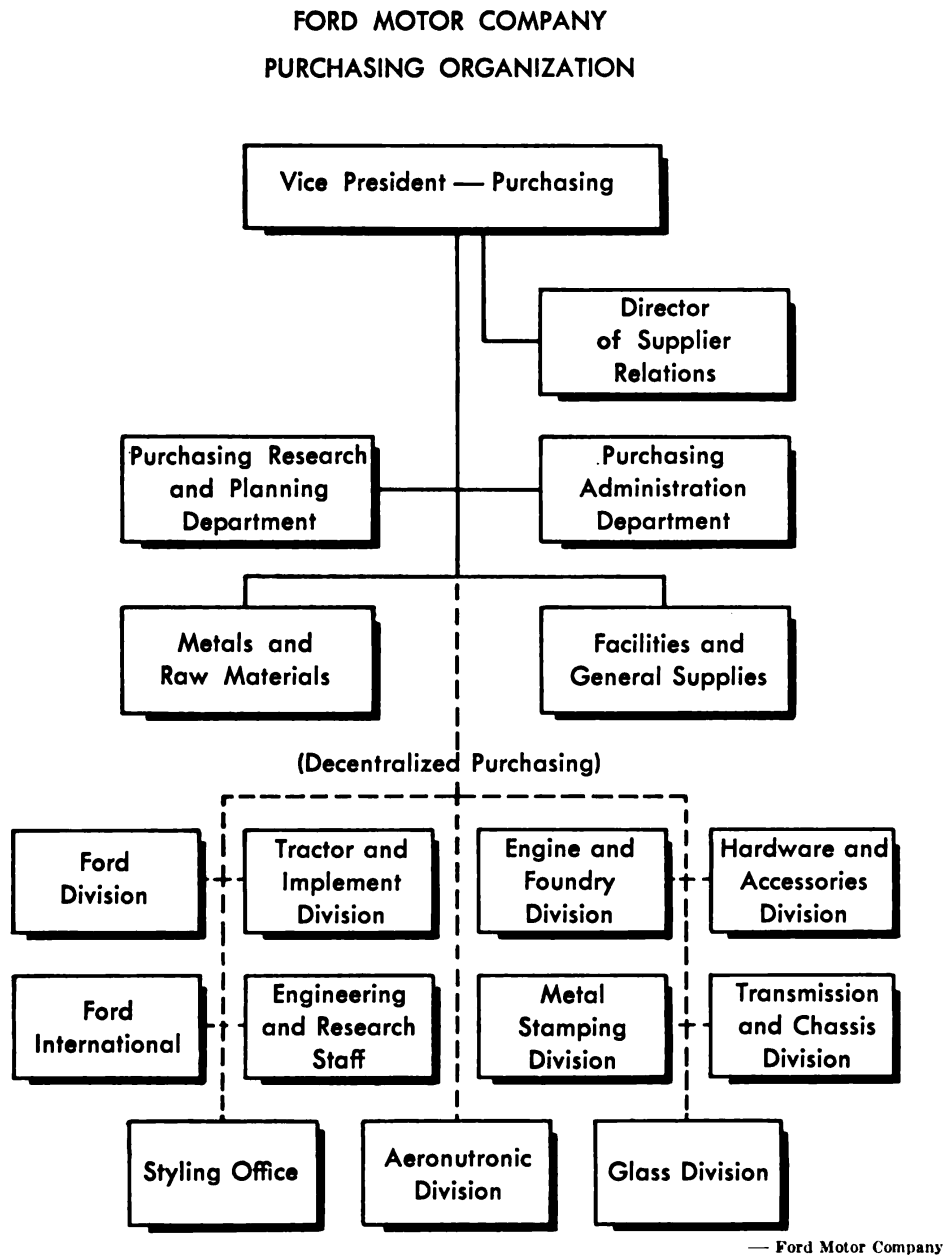 FORD MOTOR COMPANY
PURCHASING ORGANIZATION
Vice President — Purchasing
Director
of Supplier
Relations
Purchasing Research
and Planning
Department
Purchasing
Administration
Department
Metals and
Raw Materials
Facilities and
General Supplies
(Decentralized Purchasing)
Ford
Division
Tractor and
Implement
Division
Engine and
Foundry
Division
Hardware and
Accessories
Division
Ford
International
Engineering
and Research
Staff
Metal
Stamping
Division
Transmission
and Chassis
Division
Styling Office
Aeronutronic
Division
Glass Division
— Ford Motor Company